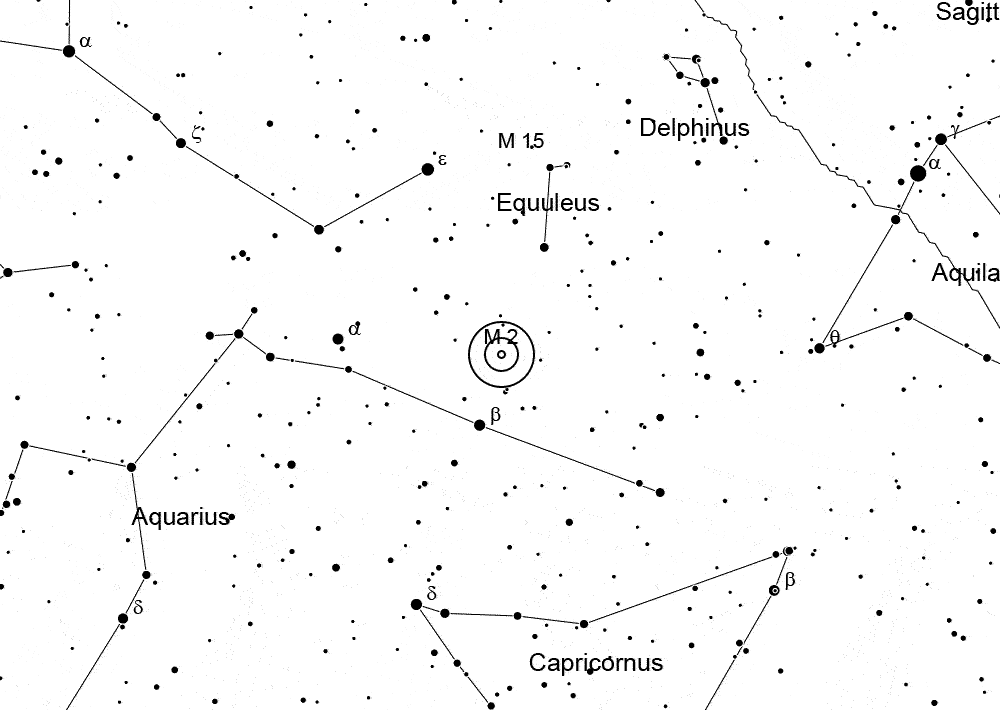 Sagitt
α
Delphinus
γ
ζ
M 15
ε
α
Equuleus
Aquila
α
M 2
θ
β
Aquarius
β
δ
δ
Capricornus